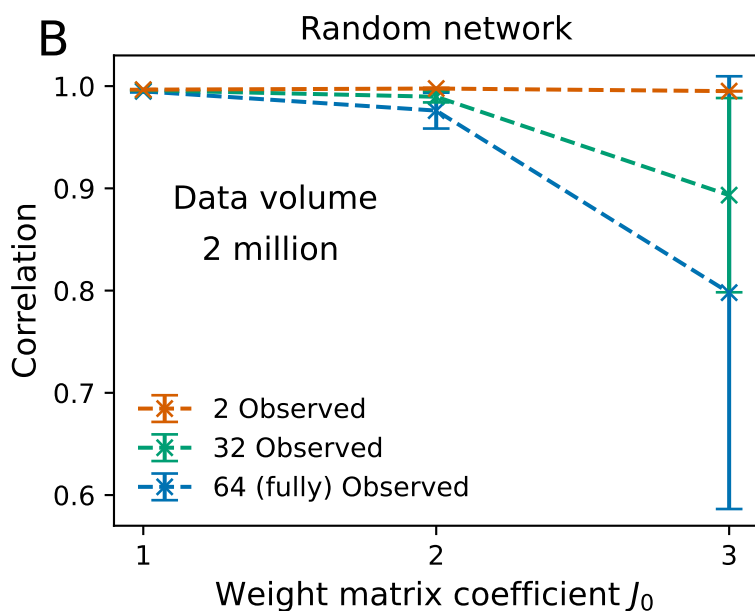 B
Random network
1.0
0.9
0.8
0.7
0.6
Correlation
Data volume
2 million
2 Observed
32 Observed
64 (fully) Observed
1 2 3
Weight matrix coefficient J₀